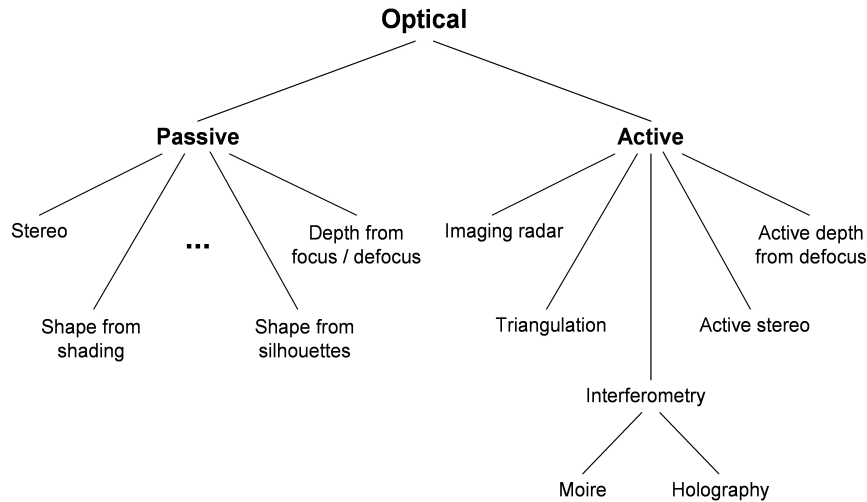 Optical
Passive
Active
Stereo
...
Depth from
focus / defocus
Imaging radar
Active depth
from defocus
Shape from
shading
Shape from
silhouettes
Triangulation
Active stereo
Interferometry
Moire
Holography